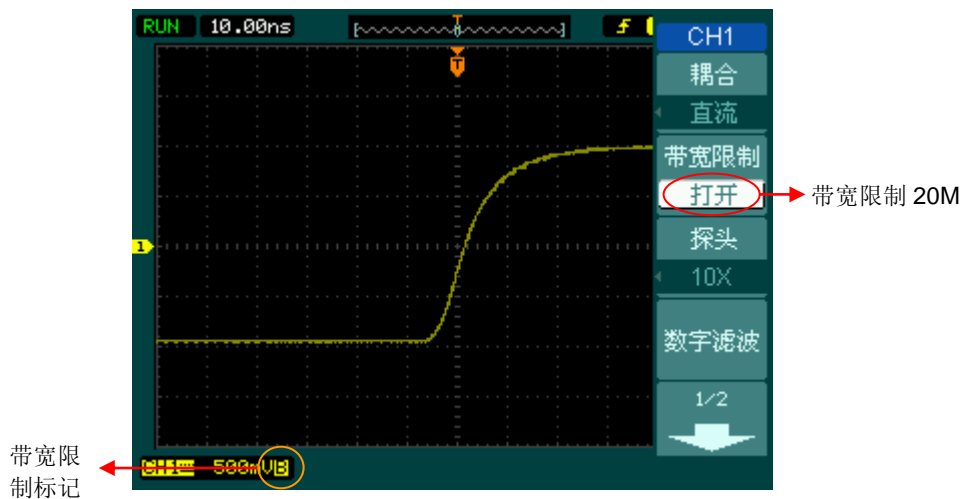 RUN 10.00ns
T
T
CH1
耦合
直流
带宽限制
打开
带宽限制 20M
探头
1
10X
数字滤波
1/2
带宽限
制标记
CH1 500mV B